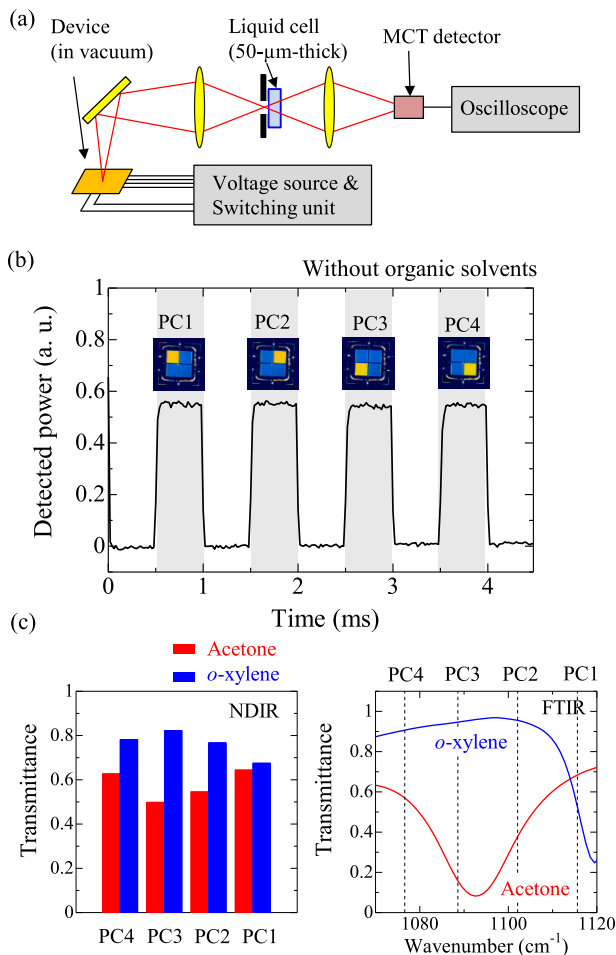 (a)
Device
(in vacuum)
Liquid cell
(50-μm-thick)
MCT detector
Oscilloscope
Voltage source &
Switching unit
(b)
Without organic solvents
PC1 PC2 PC3 PC4
Detected power (a. u.)
1
0.8
0.6
0.4
0.2
0
0 1 2 3 4
Time (ms)
(c)
Acetone
o-xylene
NDIR
Transmittance
1
0.8
0.6
0.4
0.2
0
PC4 PC3 PC2 PC1
PC4 PC3 PC2 PC1
FTIR
o-xylene
Acetone
Transmittance
1
0.8
0.6
0.4
0.2
0
1080 1100 1120
Wavenumber (cm⁻¹)